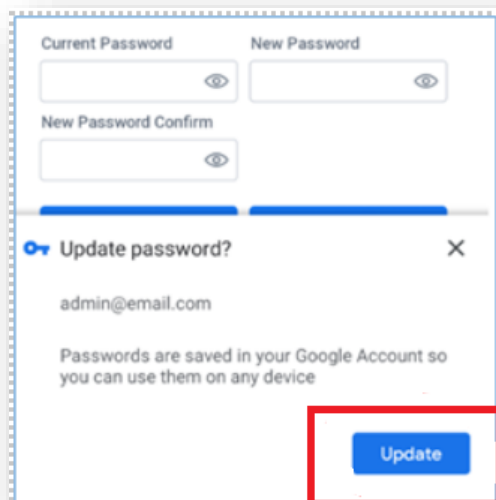 Current Password New Password
New Password Confirm
Update password?
admin@email.com
Passwords are saved in your Google Account so
you can use them on any device
Update